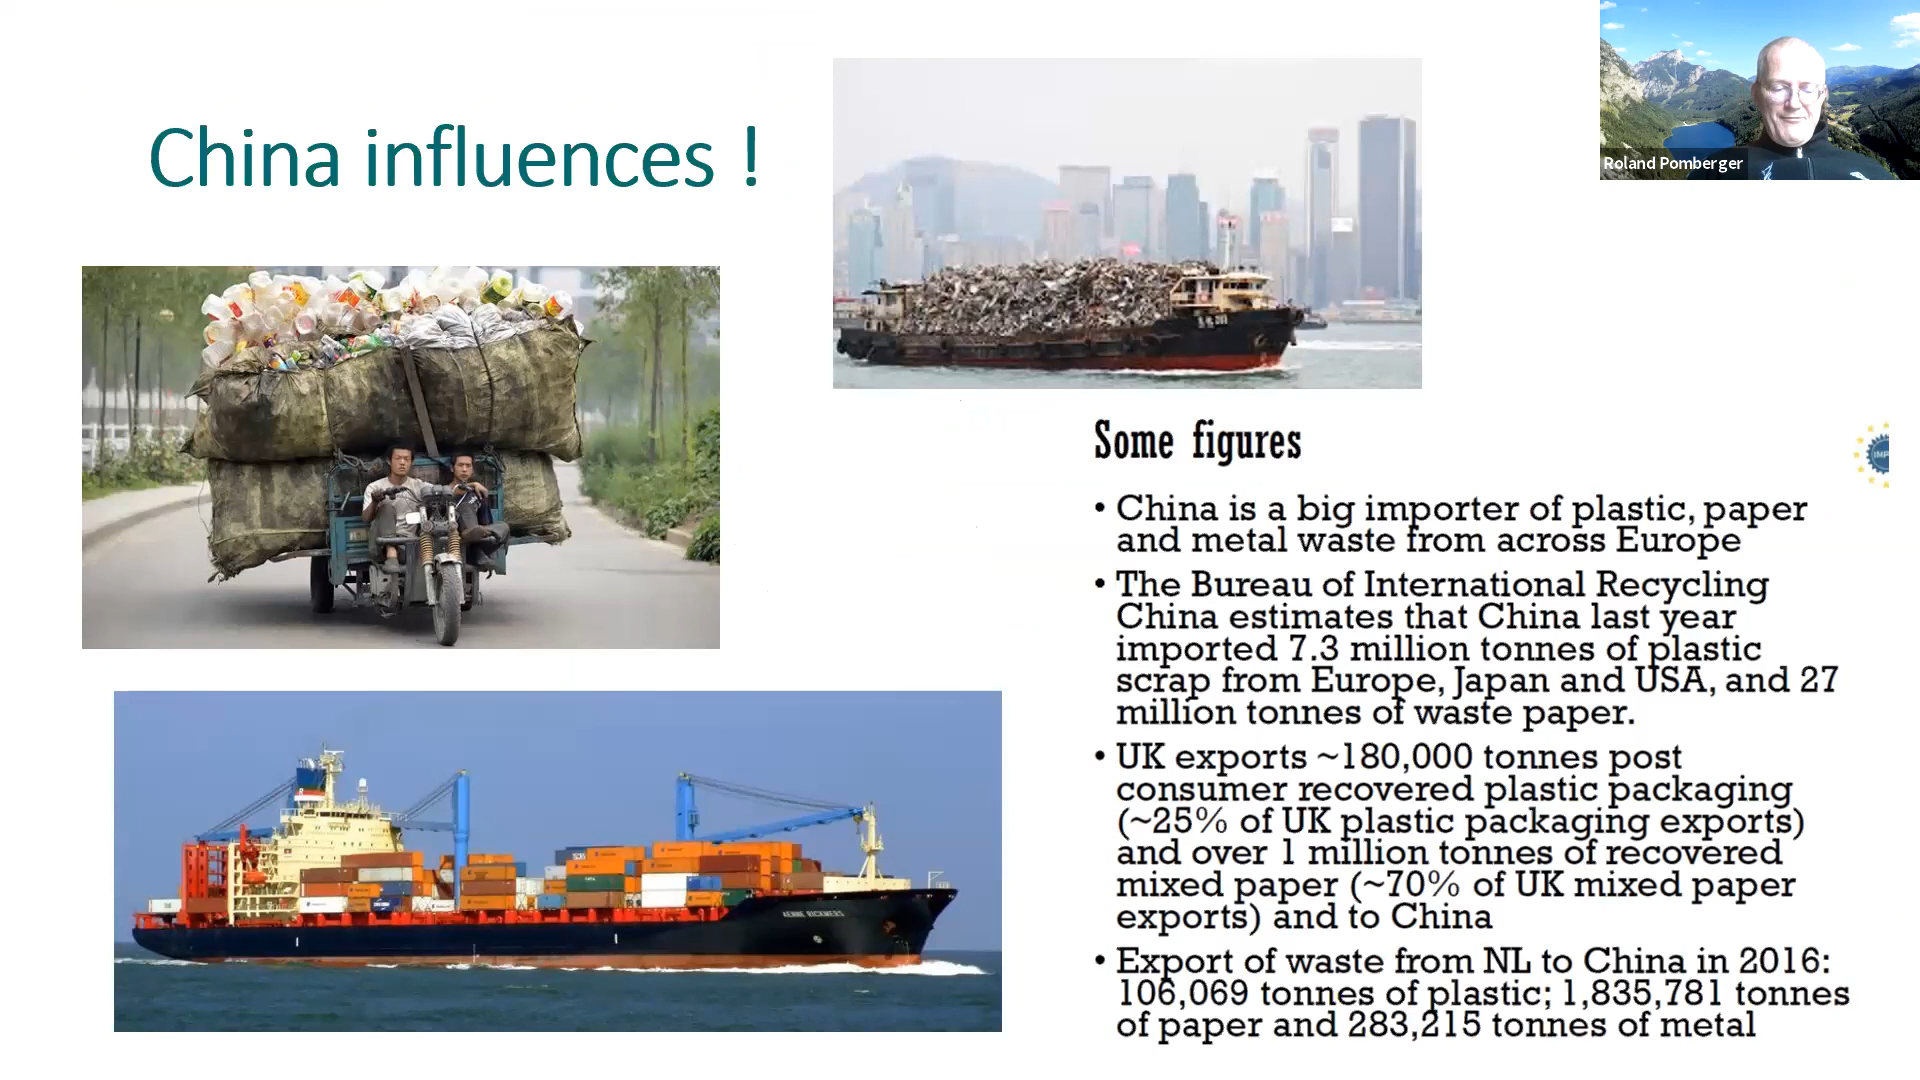 China influences !
Roland Pomberger
Some figures
• China is a big importer of plastic, paper
and metal waste from across Europe
• The Bureau of International Recycling
China estimates that China last year
imported 7.3 million tonnes of plastic
scrap from Europe, Japan and USA, and 27
million tonnes of waste paper.
• UK exports ~180,000 tonnes post
consumer recovered plastic packaging
(~25% of UK plastic packaging exports)
and over 1 million tonnes of recovered
mixed paper (~70% of UK mixed paper
exports) and to China
• Export of waste from NL to China in 2016:
106,069 tonnes of plastic; 1,835,781 tonnes
of paper and 283,215 tonnes of metal
IMP
RICKMERS